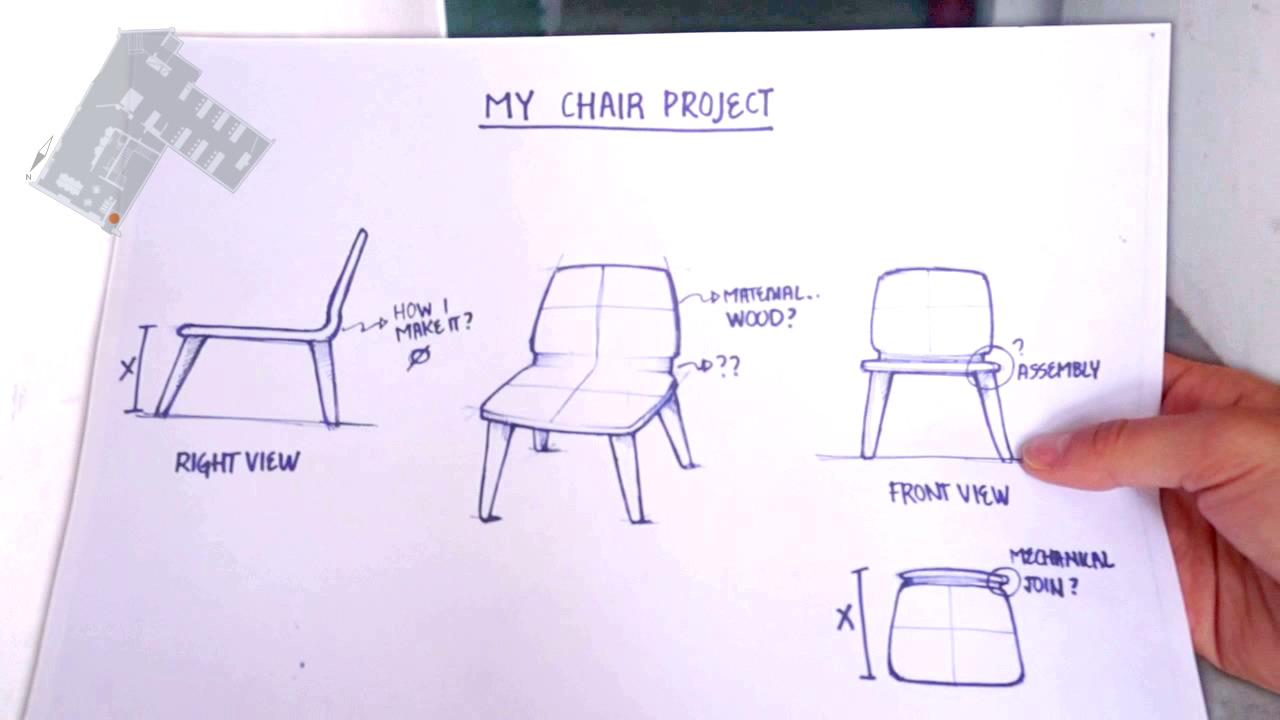 MY CHAIR PROJECT
N
HOW I
MAKE IT?
Ø
X
RIGHT VIEW
MATERIAL..
WOOD?
??
?
ASSEMBLY
FRONT VIEW
MECHANICAL
JOIN?
X